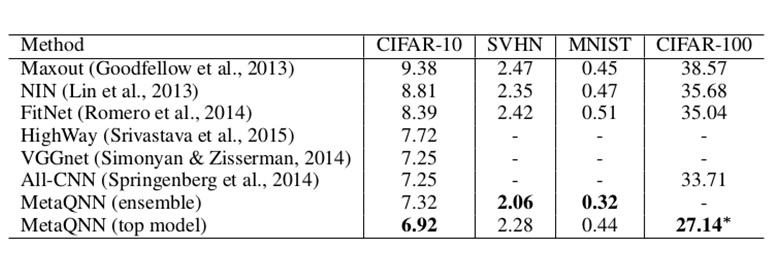 Method CIFAR-10 SVHN MNIST CIFAR-100
Maxout (Goodfellow et al., 2013) 9.38 2.47 0.45 38.57
NIN (Lin et al., 2013) 8.81 2.35 0.47 35.68
FitNet (Romero et al., 2014) 8.39 2.42 0.51 35.04
HighWay (Srivastava et al., 2015) 7.72 - - -
VGGnet (Simonyan & Zisserman, 2014) 7.25 - - -
All-CNN (Springenberg et al., 2014) 7.25 - - 33.71
MetaQNN (ensemble) 7.32 2.06 0.32 -
MetaQNN (top model) 6.92 2.28 0.44 27.14*